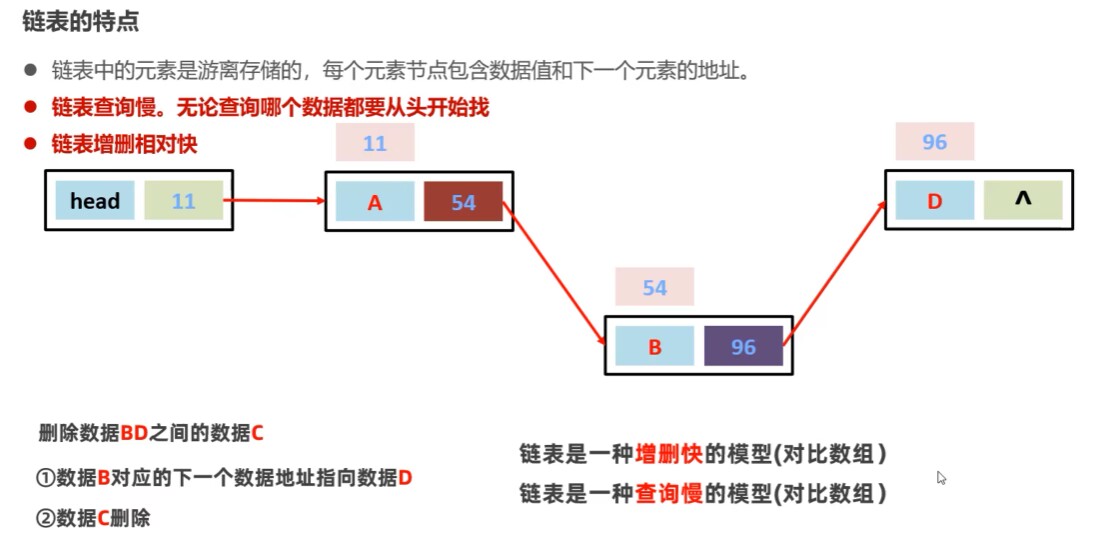 链表的特点
● 链表中的元素是游离存储的，每个元素节点包含数据值和下一个元素的地址。
● 链表查询慢。无论查询哪个数据都要从头开始找
● 链表增删相对快
11
96
head 11
A 54
D ^
54
B 96
删除数据BD之间的数据C
①数据B对应的下一个数据地址指向数据D
②数据C删除
链表是一种增删快的模型(对比数组)
链表是一种查询慢的模型(对比数组)